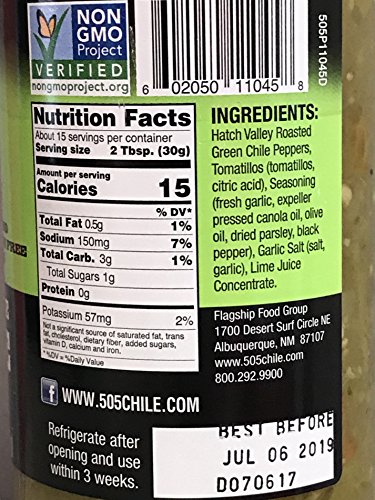 NON
GMO
Project
VERIFIED
nongmoproject.org
6 02050 11045 8
505P11045D
Nutrition Facts
About 15 servings per container
Serving size 2 Tbsp. (30g)
Amount per serving
Calories 15
% DV*
Total Fat 0.5g 1%
Sodium 150mg 7%
Total Carb. 3g 1%
Total Sugars 1g
Protein 0g
Potassium 57mg 2%
Not a significant source of saturated fat, trans
fat, cholesterol, dietary fiber, added sugars,
vitamin D, calcium and iron.
* %DV = %Daily Value
INGREDIENTS:
Hatch Valley Roasted
Green Chile Peppers,
Tomatillos (tomatillos,
citric acid), Seasoning
(fresh garlic, expeller
pressed canola oil, olive
oil, dried parsley, black
pepper), Garlic Salt (salt,
garlic), Lime Juice
Concentrate.
Flagship Food Group
1700 Desert Surf Circle NE
Albuquerque, NM 87107
www.505chile.com
800.292.9900
FREE
f www.505CHILE.COM
Refrigerate after
opening and use
within 3 weeks.
BEST BEFORE
JUL 06 2019
D070617